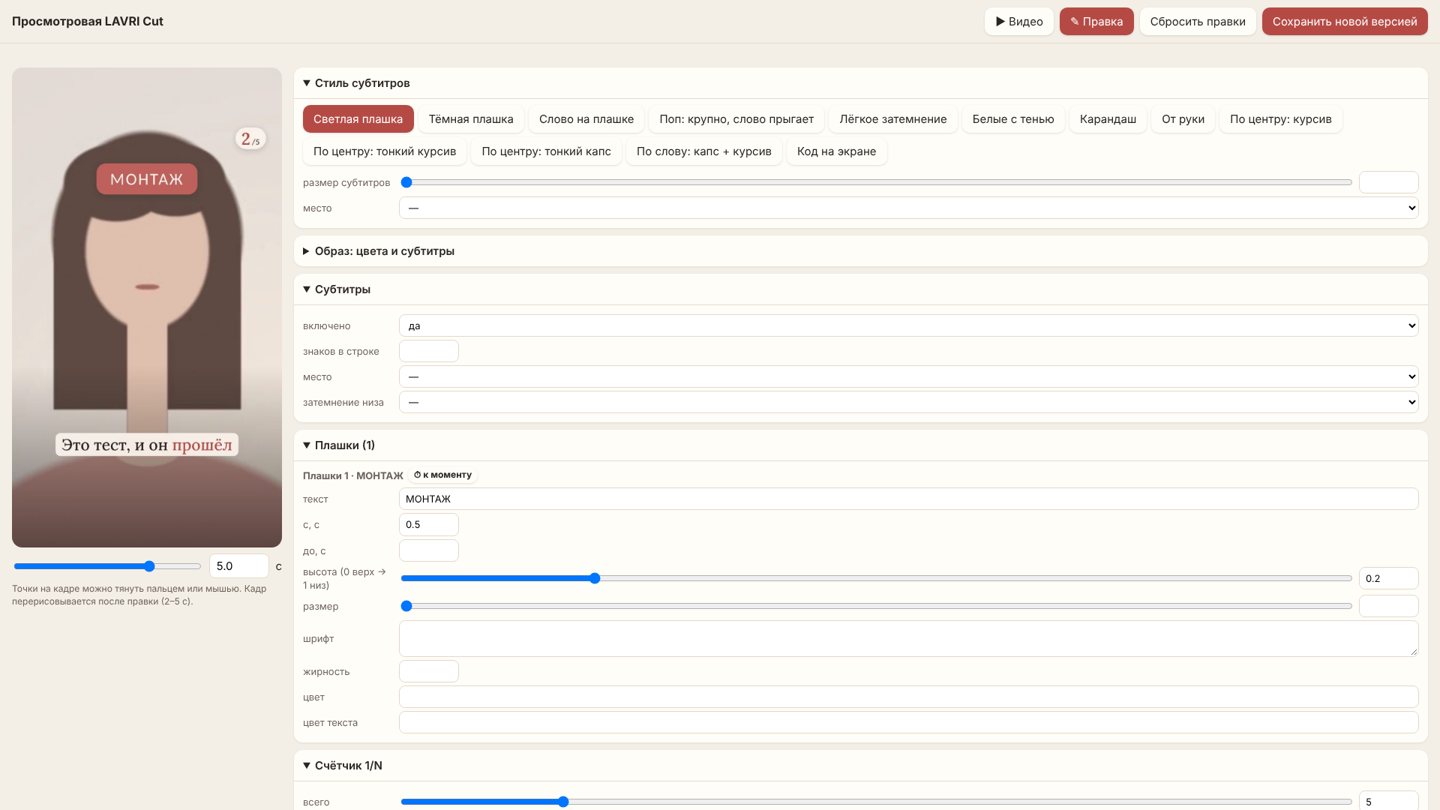 Просмотровая LAVRI Cut
▶ Видео
✎ Правка
Сбросить правки
Сохранить новой версией
2/5
МОНТАЖ
Это тест, и он прошёл
5.0 с
Точки на кадре можно тянуть пальцем или мышью. Кадр
перерисовывается после правки (2–5 с).
▼ Стиль субтитров
Светлая плашка
Тёмная плашка
Слово на плашке
Поп: крупно, слово прыгает
Лёгкое затемнение
Белые с тенью
Карандаш
От руки
По центру: курсив
По центру: тонкий курсив
По центру: тонкий капс
По слову: капс + курсив
Код на экране
размер субтитров
место —
▶ Образ: цвета и субтитры
▼ Субтитры
включено да
знаков в строке
место —
затемнение низа —
▼ Плашки (1)
Плашки 1 · МОНТАЖ ⏱ к моменту
текст МОНТАЖ
с, с 0.5
до, с
высота (0 верх →
1 низ) 0.2
размер
шрифт
жирность
цвет
цвет текста
▼ Счётчик 1/N
всего 5